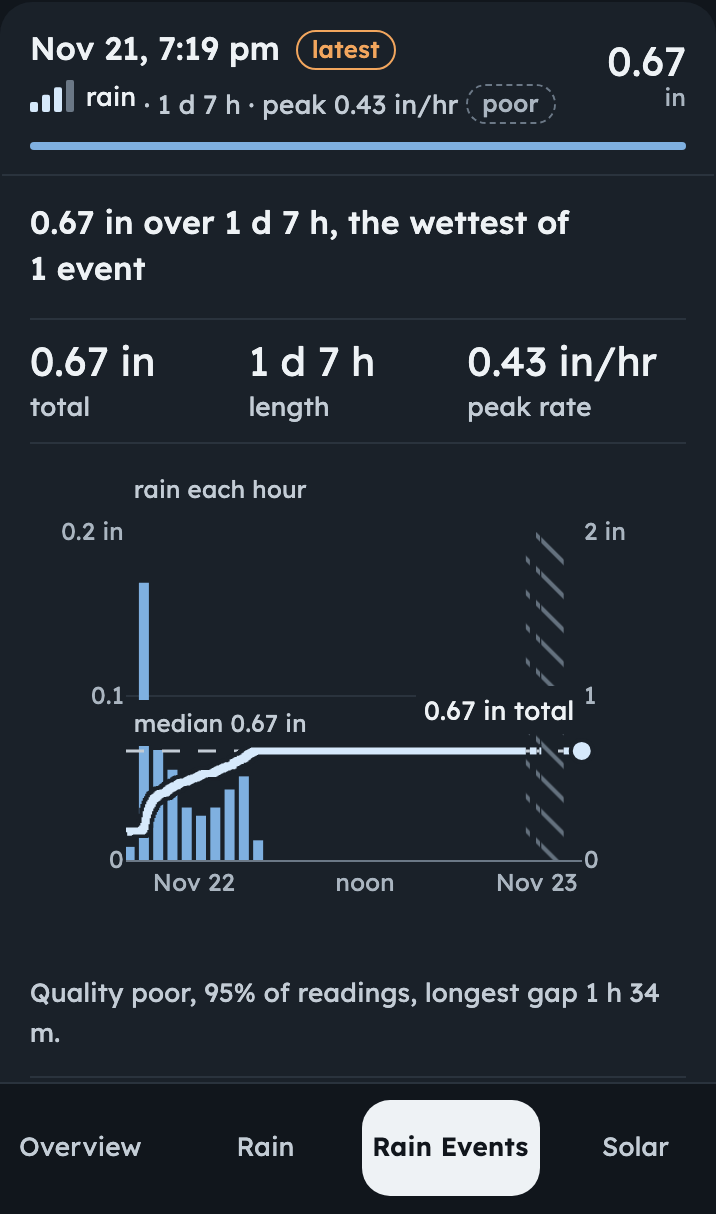 Nov 21, 7:19 pm latest
0.67
in
rain · 1 d 7 h · peak 0.43 in/hr poor
0.67 in over 1 d 7 h, the wettest of
1 event
0.67 in 1 d 7 h 0.43 in/hr
total length peak rate
rain each hour
0.2 in 2 in
0.1 1
0.67 in total
median 0.67 in
0 0
Nov 22 noon Nov 23
Quality poor, 95% of readings, longest gap 1 h 34
m.
Overview Rain Rain Events Solar